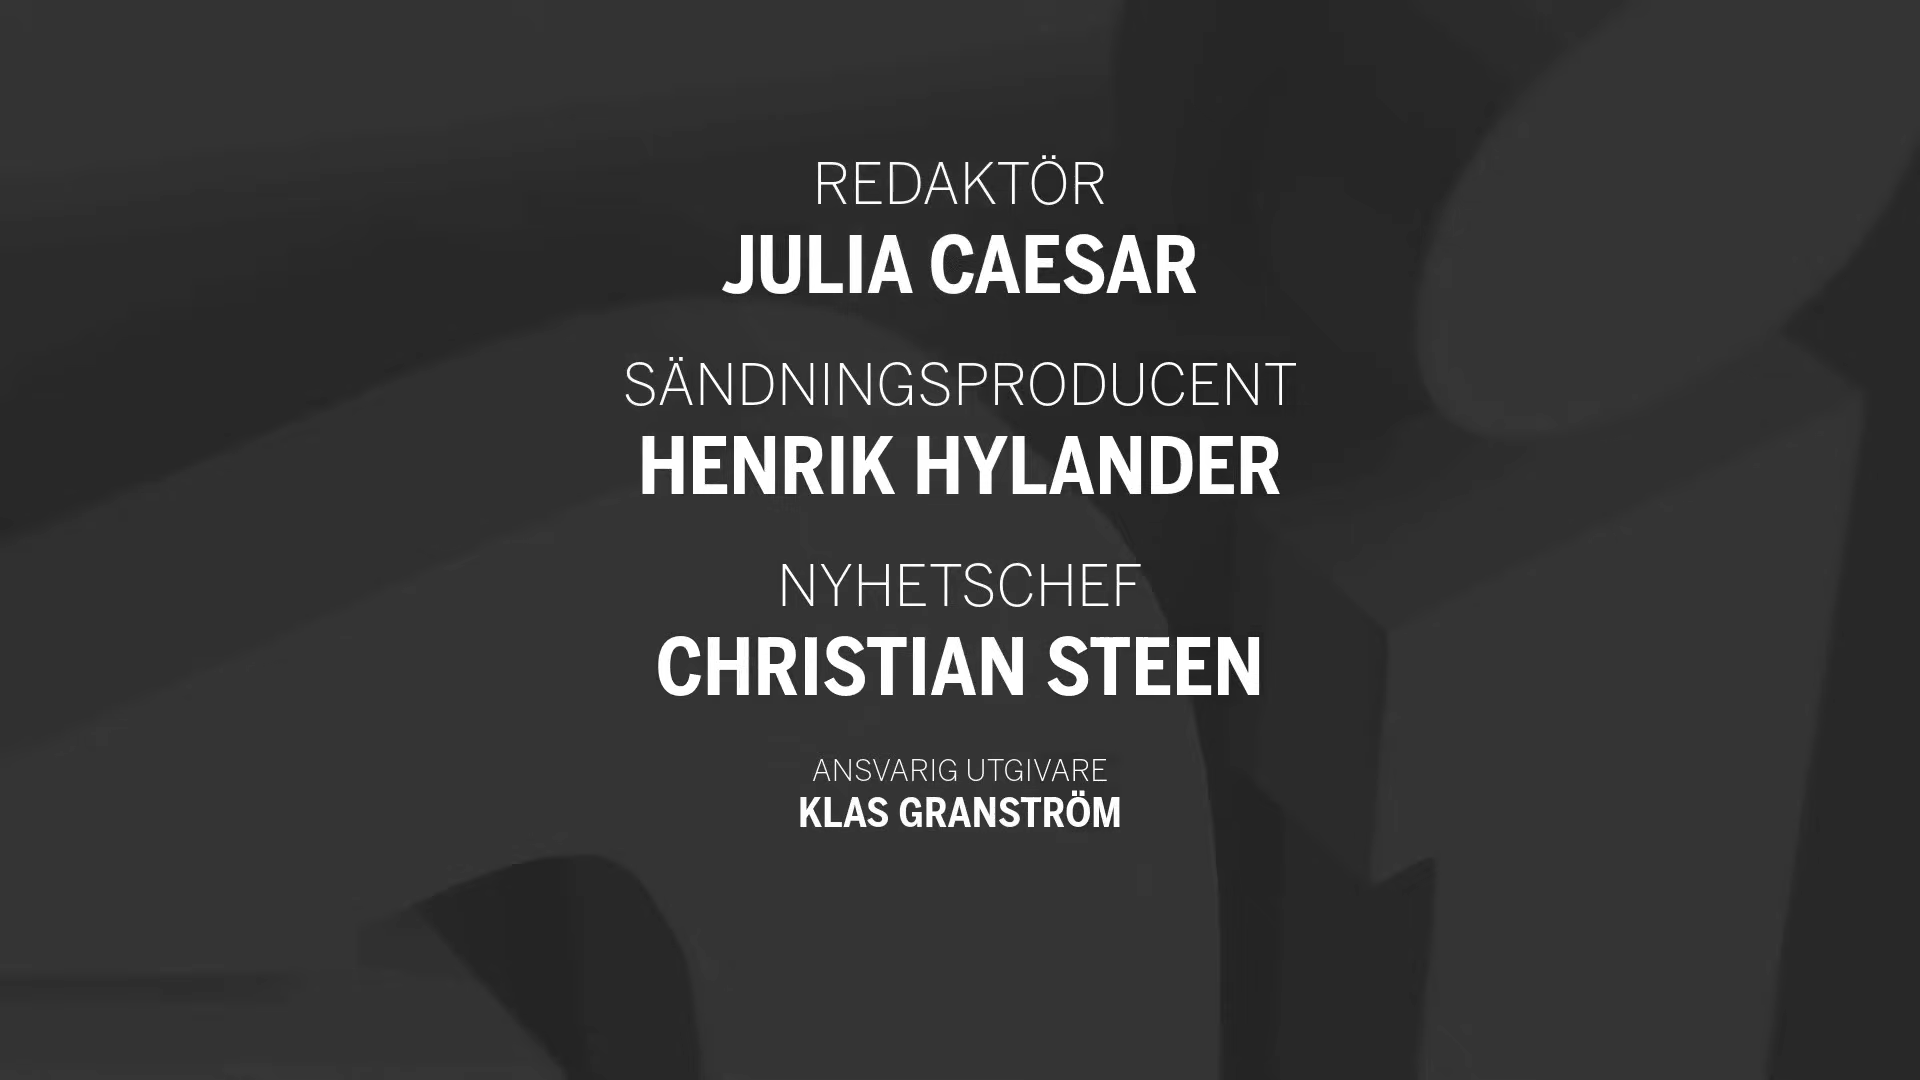 REDAKTÖR
JULIA CAESAR
SÄNDNINGSPRODUCENT
HENRIK HYLANDER
NYHETSCHEF
CHRISTIAN STEEN
ANSVARIG UTGIVARE
KLAS GRANSTRÖM